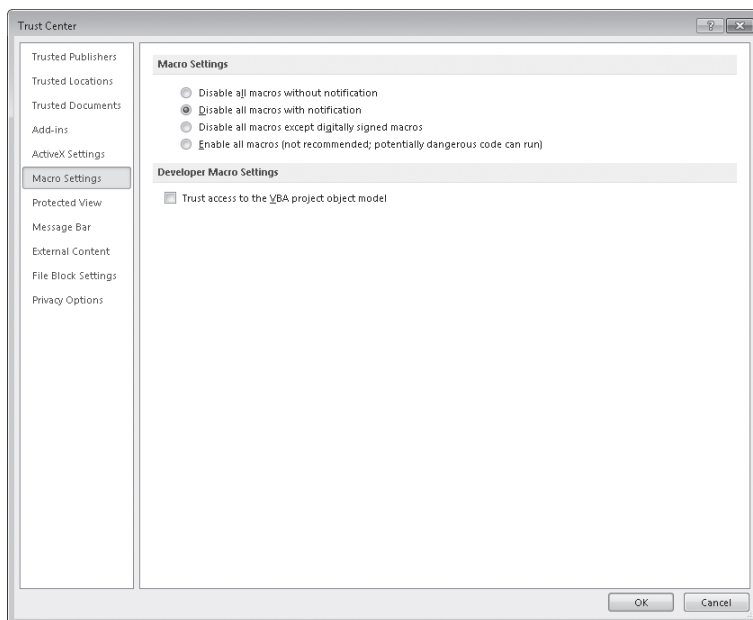 Trust Center
Trusted Publishers
Trusted Locations
Trusted Documents
Add-ins
ActiveX Settings
Macro Settings
Protected View
Message Bar
External Content
File Block Settings
Privacy Options
Macro Settings
Disable all macros without notification
Disable all macros with notification
Disable all macros except digitally signed macros
Enable all macros (not recommended; potentially dangerous code can run)
Developer Macro Settings
Trust access to the VBA project object model
OK
Cancel